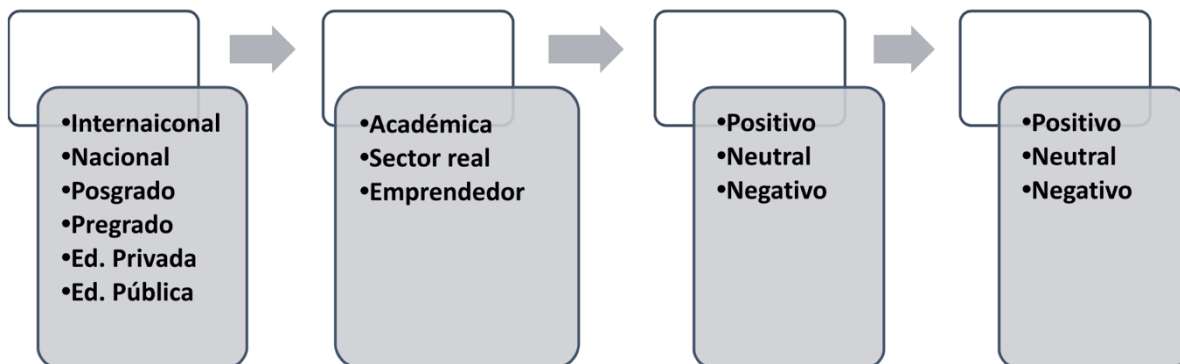 •Internaiconal
•Nacional
•Posgrado
•Pregrado
•Ed. Privada
•Ed. Pública
•Académica
•Sector real
•Emprendedor
•Positivo
•Neutral
•Negativo
•Positivo
•Neutral
•Negativo